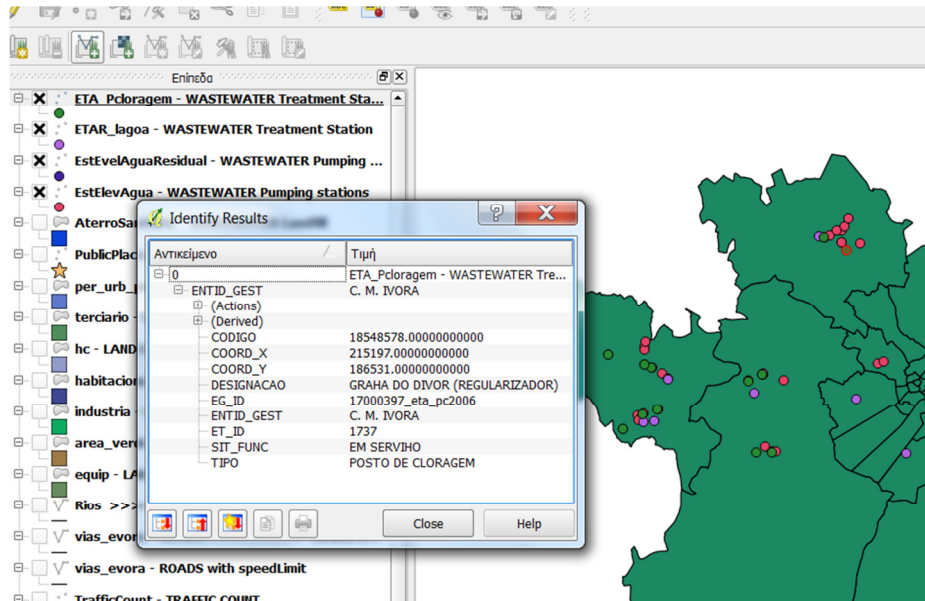 abc
Επίπεδα
ETA_Pcloragem - WASTEWATER Treatment Sta...
ETAR_lagoa - WASTEWATER Treatment Station
EstEvelAguaResidual - WASTEWATER Pumping ...
EstElevAgua - WASTEWATER Pumping stations
AterroSan
PublicPlac
per_urb_p
terciario -
hc - LAND
habitacion
industria -
area_verd
equip - LA
Rios >>>
vias_evor
vias_evora - ROADS with speedLimit
TrafficCount - TRAFFIC COUNT
Identify Results
Αντικείμενο Τιμή
0 ETA_Pcloragem - WASTEWATER Tre...
ENTID_GEST C. M. IVORA
(Actions)
(Derived)
CODIGO 18548578.00000000000
COORD_X 215197.00000000000
COORD_Y 186531.00000000000
DESIGNACAO GRAHA DO DIVOR (REGULARIZADOR)
EG_ID 17000397_eta_pc2006
ENTID_GEST C. M. IVORA
ET_ID 1737
SIT_FUNC EM SERVIHO
TIPO POSTO DE CLORAGEM
Close Help